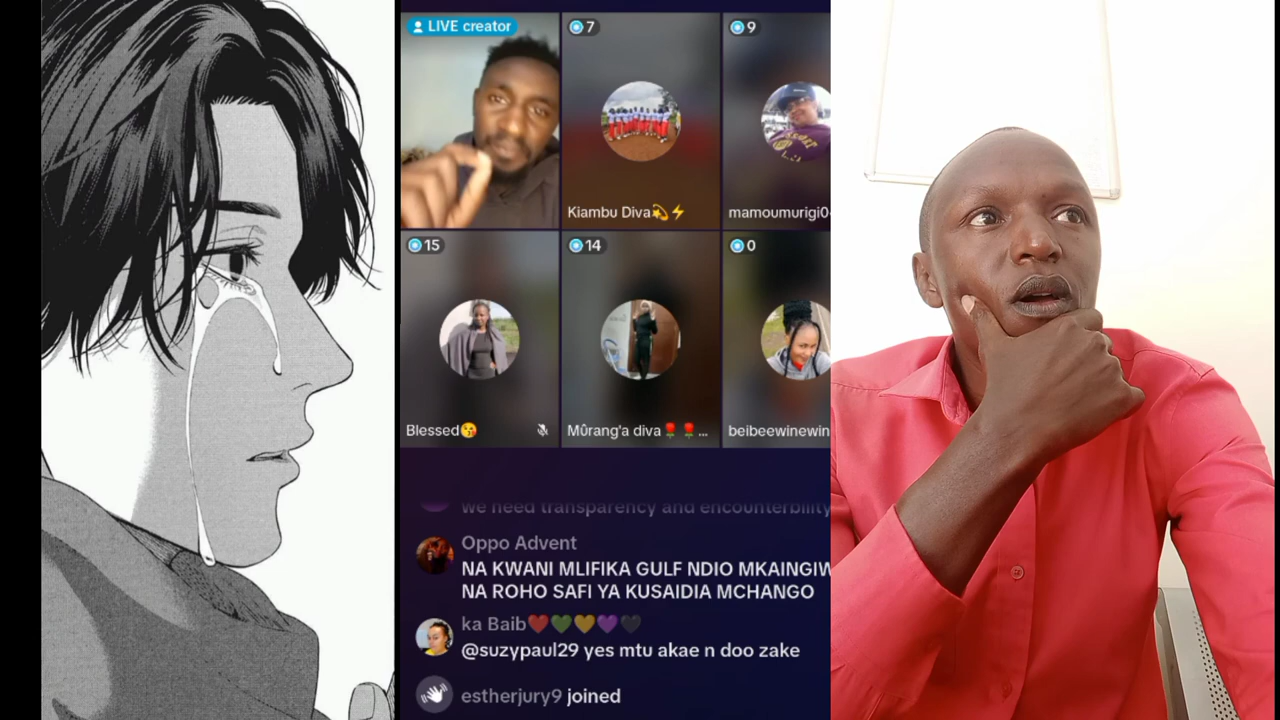 LIVE creator
7
9
Kiambu Diva💫⚡
mamoumurigi0
15
14
0
Blessed😘
Mûrang'a diva🌹🌹...
beibeewinewin
we need transparency and encounterbility
Oppo Advent
NA KWANI MLIFIKA GULF NDIO MKAINGIW
NA ROHO SAFI YA KUSAIDIA MCHANGO
ka Baib❤️💚💛💜🖤
@suzypaul29 yes mtu akae n doo zake
estherjury9 joined